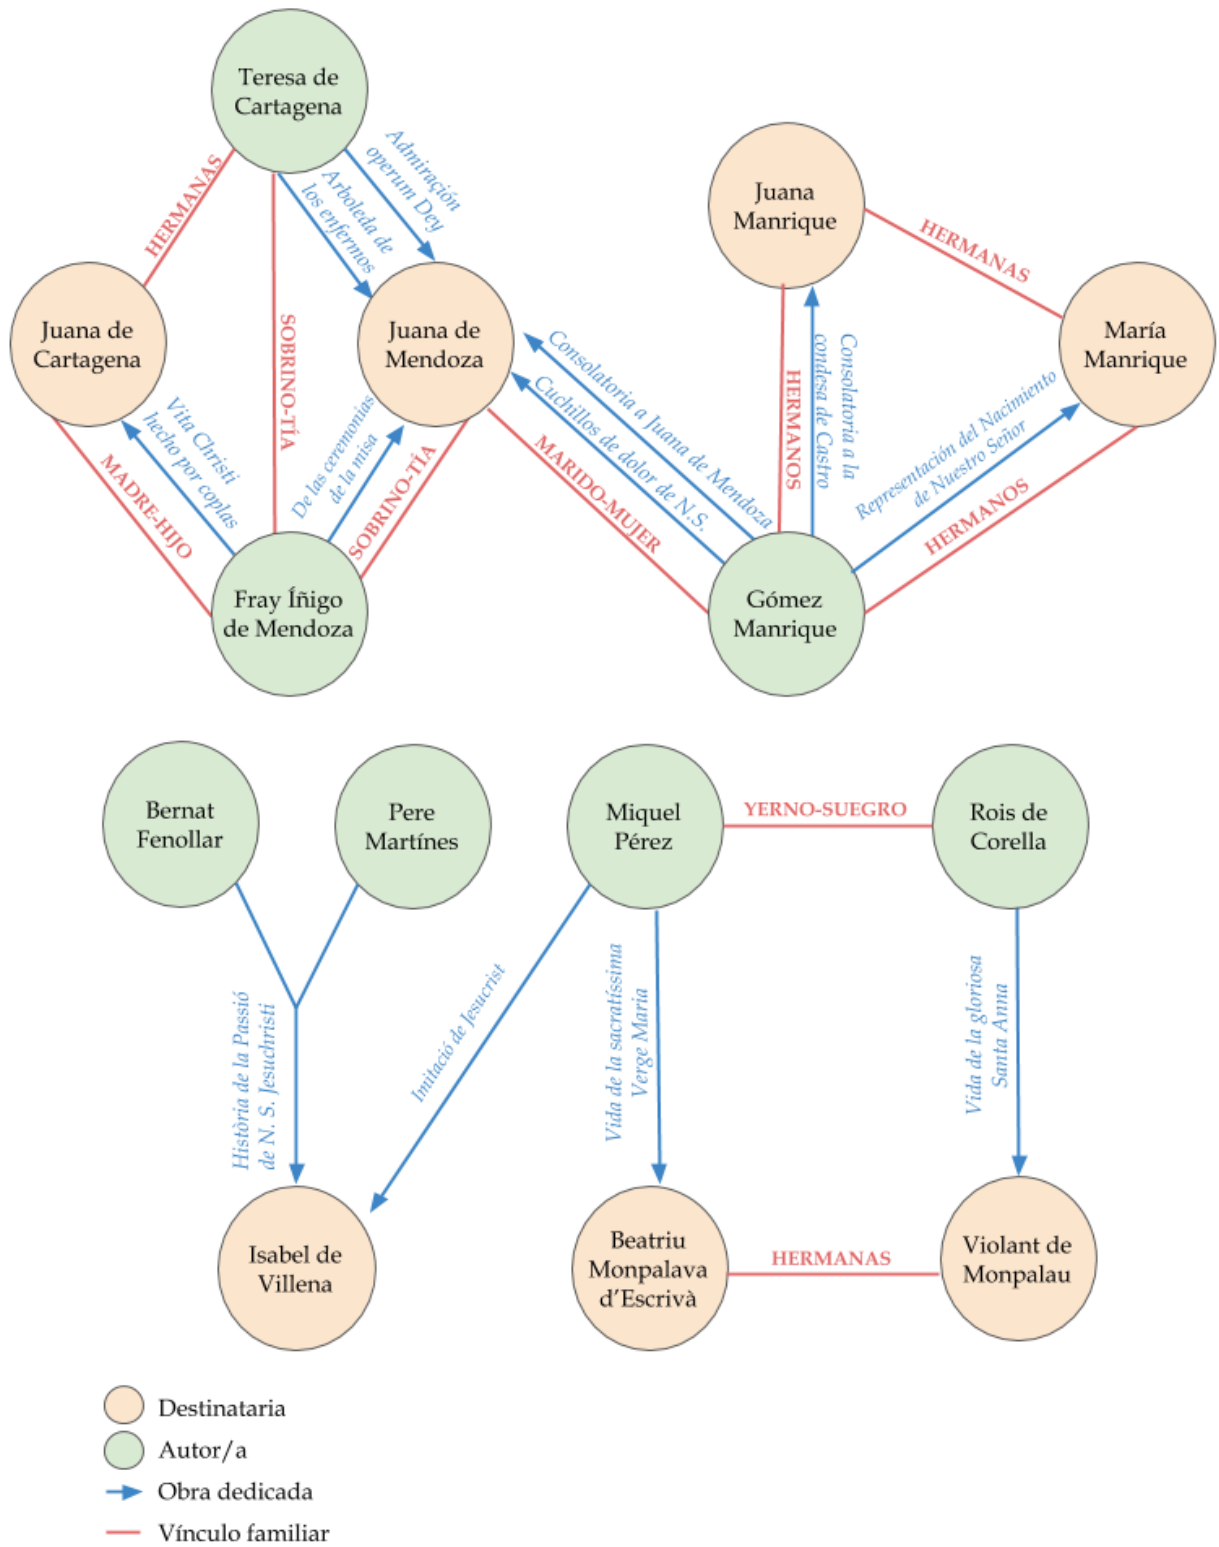 Teresa de
Cartagena
HERMANAS
Admiración
operum Dey
Arboleda de
los enfermos
Juana
Manrique
HERMANAS
Juana de
Cartagena
SOBRINO-TÍA
Juana de
Mendoza
María
Manrique
Consolatoria a Juana de Mendoza
Cuchillos de dolor de N.S.
HERMANOS
Consolatoria a la
condesa de Castro
Representación del Nacimiento
de Nuestro Señor
Vita Christi
hecho por coplas
MADRE-HIJO
De las ceremonias
de la misa
SOBRINO-TÍA
MARIDO-MUJER
HERMANOS
Fray Íñigo
de Mendoza
Gómez
Manrique
Bernat
Fenollar
Pere
Martínes
Miquel
Pérez
YERNO-SUEGRO
Rois de
Corella
Història de la Passió
de N. S. Jesuchristi
Imitació de Jesucrist
Vida de la sacratíssima
Verge Maria
Vida de la gloriosa
Santa Anna
Isabel de
Villena
Beatriu
Monpalava
d'Escrivà
HERMANAS
Violant de
Monpalau
Destinataria
Autor/a
Obra dedicada
Vínculo familiar